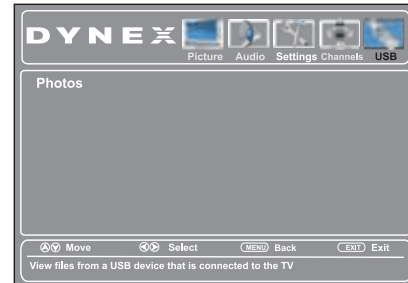 DYNEX
Picture Audio Settings Channels USB
Photos
Move Select MENU Back EXIT Exit
View files from a USB device that is connected to the TV